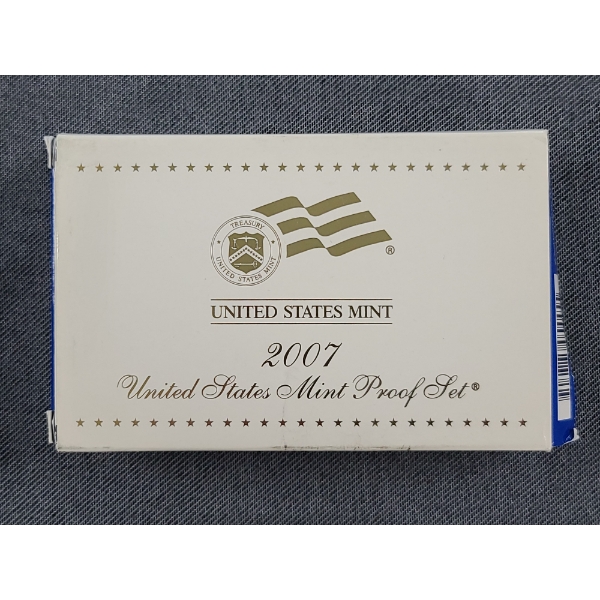 TREASURY
UNITED STATES MINT
®
UNITED STATES MINT
2007
United States Mint Proof Set®